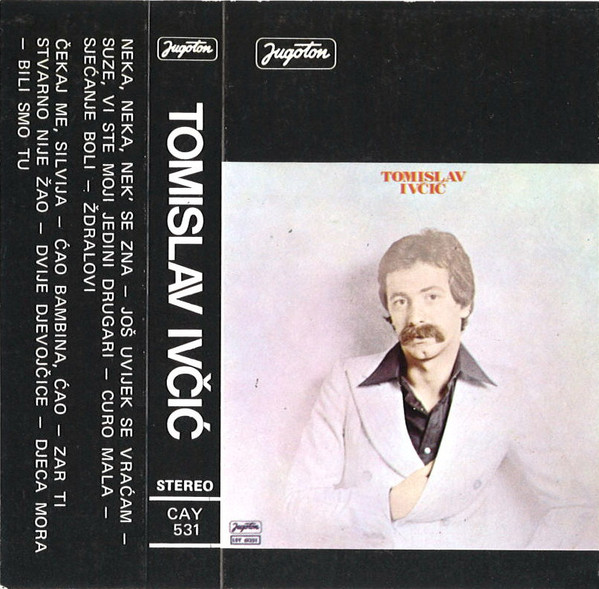 NEKA, NEKA, NEK' SE ZNA – JOŠ UVIJEK SE VRAĆAM –
SUZE, VI STE MOJI JEDINI DRUGARI – CURO MALA –
SJEĆANJE BOLI – ŽDRALOVI
ČEKAJ ME, SILVIJA – ĆAO BAMBINA, ĆAO – ZAR TI
STVARNO NIJE ŽAO – DVIJE DJEVOJČICE – DJECA MORA
– BILI SMO TU
Jugoton
TOMISLAV IVČIĆ
STEREO
CAY
531
Jugoton
TOMISLAV
IVČIĆ
Jugoton